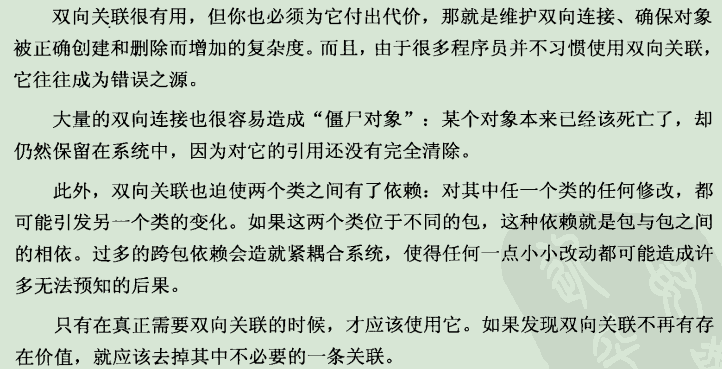 双向关联很有用，但你也必须为它付出代价，那就是维护双向连接、确保对象
被正确创建和删除而增加的复杂度。而且，由于很多程序员并不习惯使用双向关联，
它往往成为错误之源。
大量的双向连接也很容易造成“僵尸对象”：某个对象本来已经该死亡了，却
仍然保留在系统中，因为对它的引用还没有完全清除。
此外，双向关联也迫使两个类之间有了依赖：对其中任一个类的任何修改，都
可能引发另一个类的变化。如果这两个类位于不同的包，这种依赖就是包与包之间
的相依。过多的跨包依赖会造就紧耦合系统，使得任何一点小小改动都可能造成许
多无法预知的后果。
只有在真正需要双向关联的时候，才应该使用它。如果发现双向关联不再有存
在价值，就应该去掉其中不必要的一条关联。